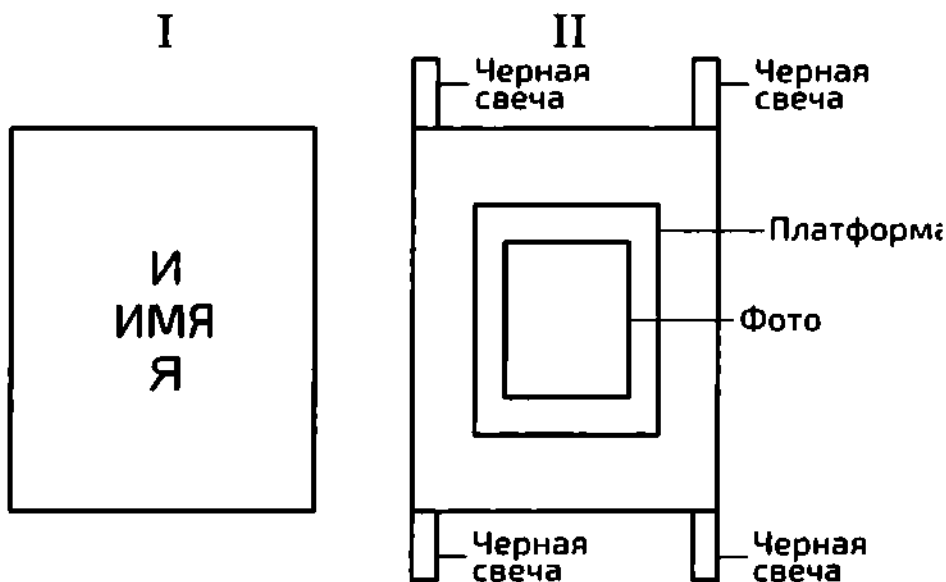 I
II
Черная
свеча
Черная
свеча
И
ИМЯ
Я
Платформа
Фото
Черная
свеча
Черная
свеча